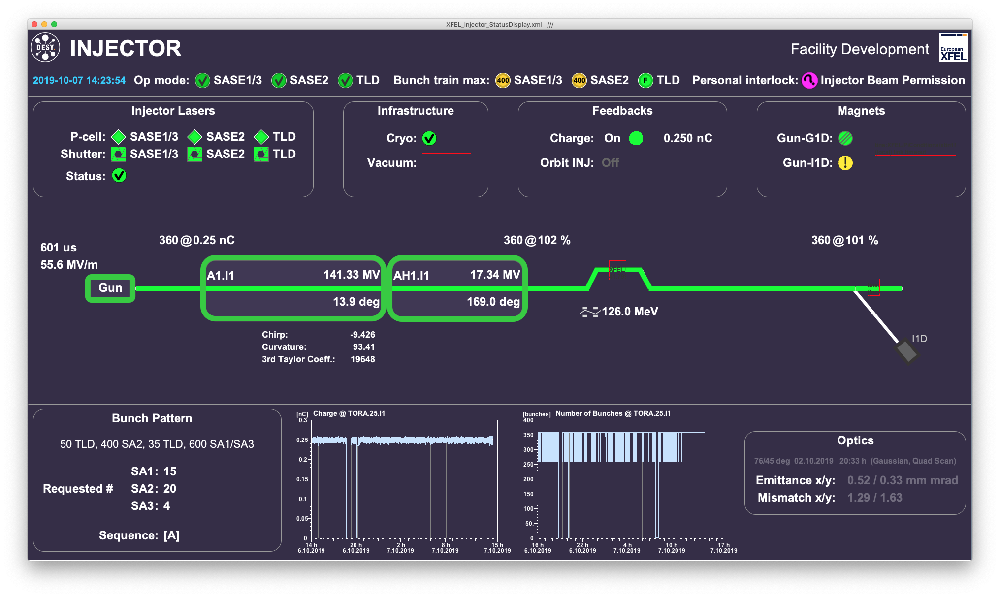 XFEL_Injector_StatusDisplay.xml ///
DESY.
INJECTOR
Facility Development
European
XFEL
2019-10-07 14:23:54 Op mode: SASE1/3 SASE2 TLD Bunch train max: 400 SASE1/3 400 SASE2 F TLD Personal interlock: Injector Beam Permission
Injector Lasers
P-cell: SASE1/3 SASE2 TLD
Shutter: SASE1/3 SASE2 TLD
Status:
Infrastructure
Cryo:
Vacuum:
Feedbacks
Charge: On 0.250 nC
Orbit INJ: Off
Magnets
Gun-G1D:
Gun-I1D: !
601 us
55.6 MV/m
360@0.25 nC
360@102 %
360@101 %
Gun
A1.I1 141.33 MV
13.9 deg
AH1.I1 17.34 MV
169.0 deg
XFEL.
126.0 MeV
I1D
Chirp: -9.426
Curvature: 93.41
3rd Taylor Coeff.: 19648
Bunch Pattern
50 TLD, 400 SA2, 35 TLD, 600 SA1/SA3
Requested #
SA1: 15
SA2: 20
SA3: 4
Sequence: [A]
[nC] Charge @ TORA.25.I1
0.3
0.25
0.2
0.15
0.1
0.05
0
14 h 20 h 2 h 8 h 15 h
6.10.2019 6.10.2019 7.10.2019 7.10.2019 7.10.2019
[bunches] Number of Bunches @ TORA.25.I1
400
350
300
250
200
150
100
50.
0
16 h 22 h 4 h 10 h 17 h
6.10.2019 6.10.2019 7.10.2019 7.10.2019 7.10.2019
Optics
76/45 deg 02.10.2019 20:33 h (Gaussian, Quad Scan)
Emittance x/y: 0.52 / 0.33 mm mrad
Mismatch x/y: 1.29 / 1.63